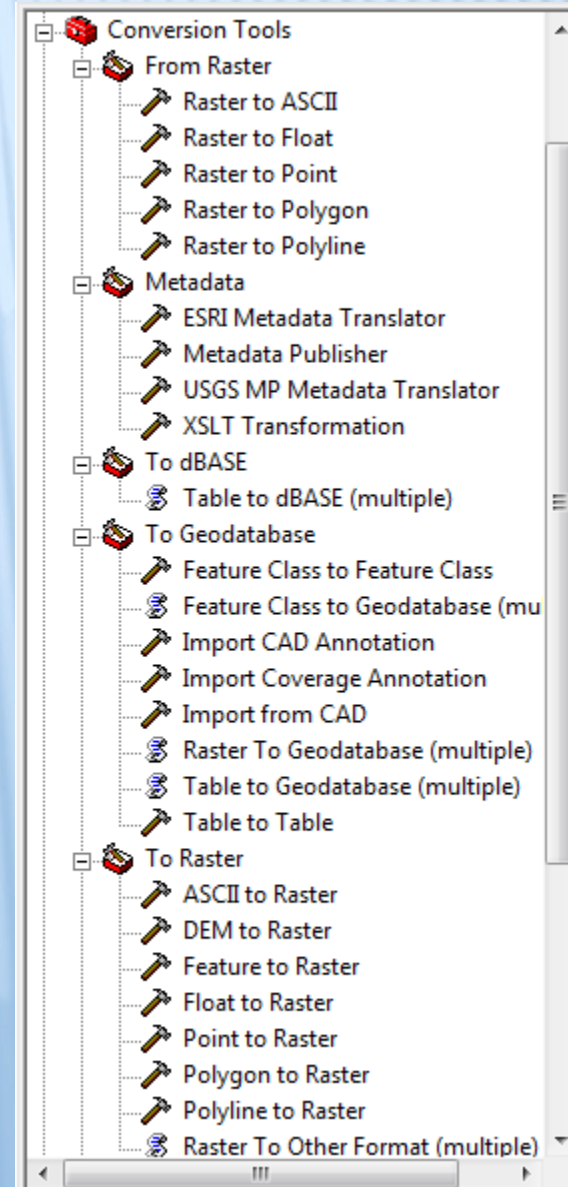 Conversion Tools
From Raster
Raster to ASCII
Raster to Float
Raster to Point
Raster to Polygon
Raster to Polyline
Metadata
ESRI Metadata Translator
Metadata Publisher
USGS MP Metadata Translator
XSLT Transformation
To dBASE
Table to dBASE (multiple)
To Geodatabase
Feature Class to Feature Class
Feature Class to Geodatabase (mu
Import CAD Annotation
Import Coverage Annotation
Import from CAD
Raster To Geodatabase (multiple)
Table to Geodatabase (multiple)
Table to Table
To Raster
ASCII to Raster
DEM to Raster
Feature to Raster
Float to Raster
Point to Raster
Polygon to Raster
Polyline to Raster
Raster To Other Format (multiple)